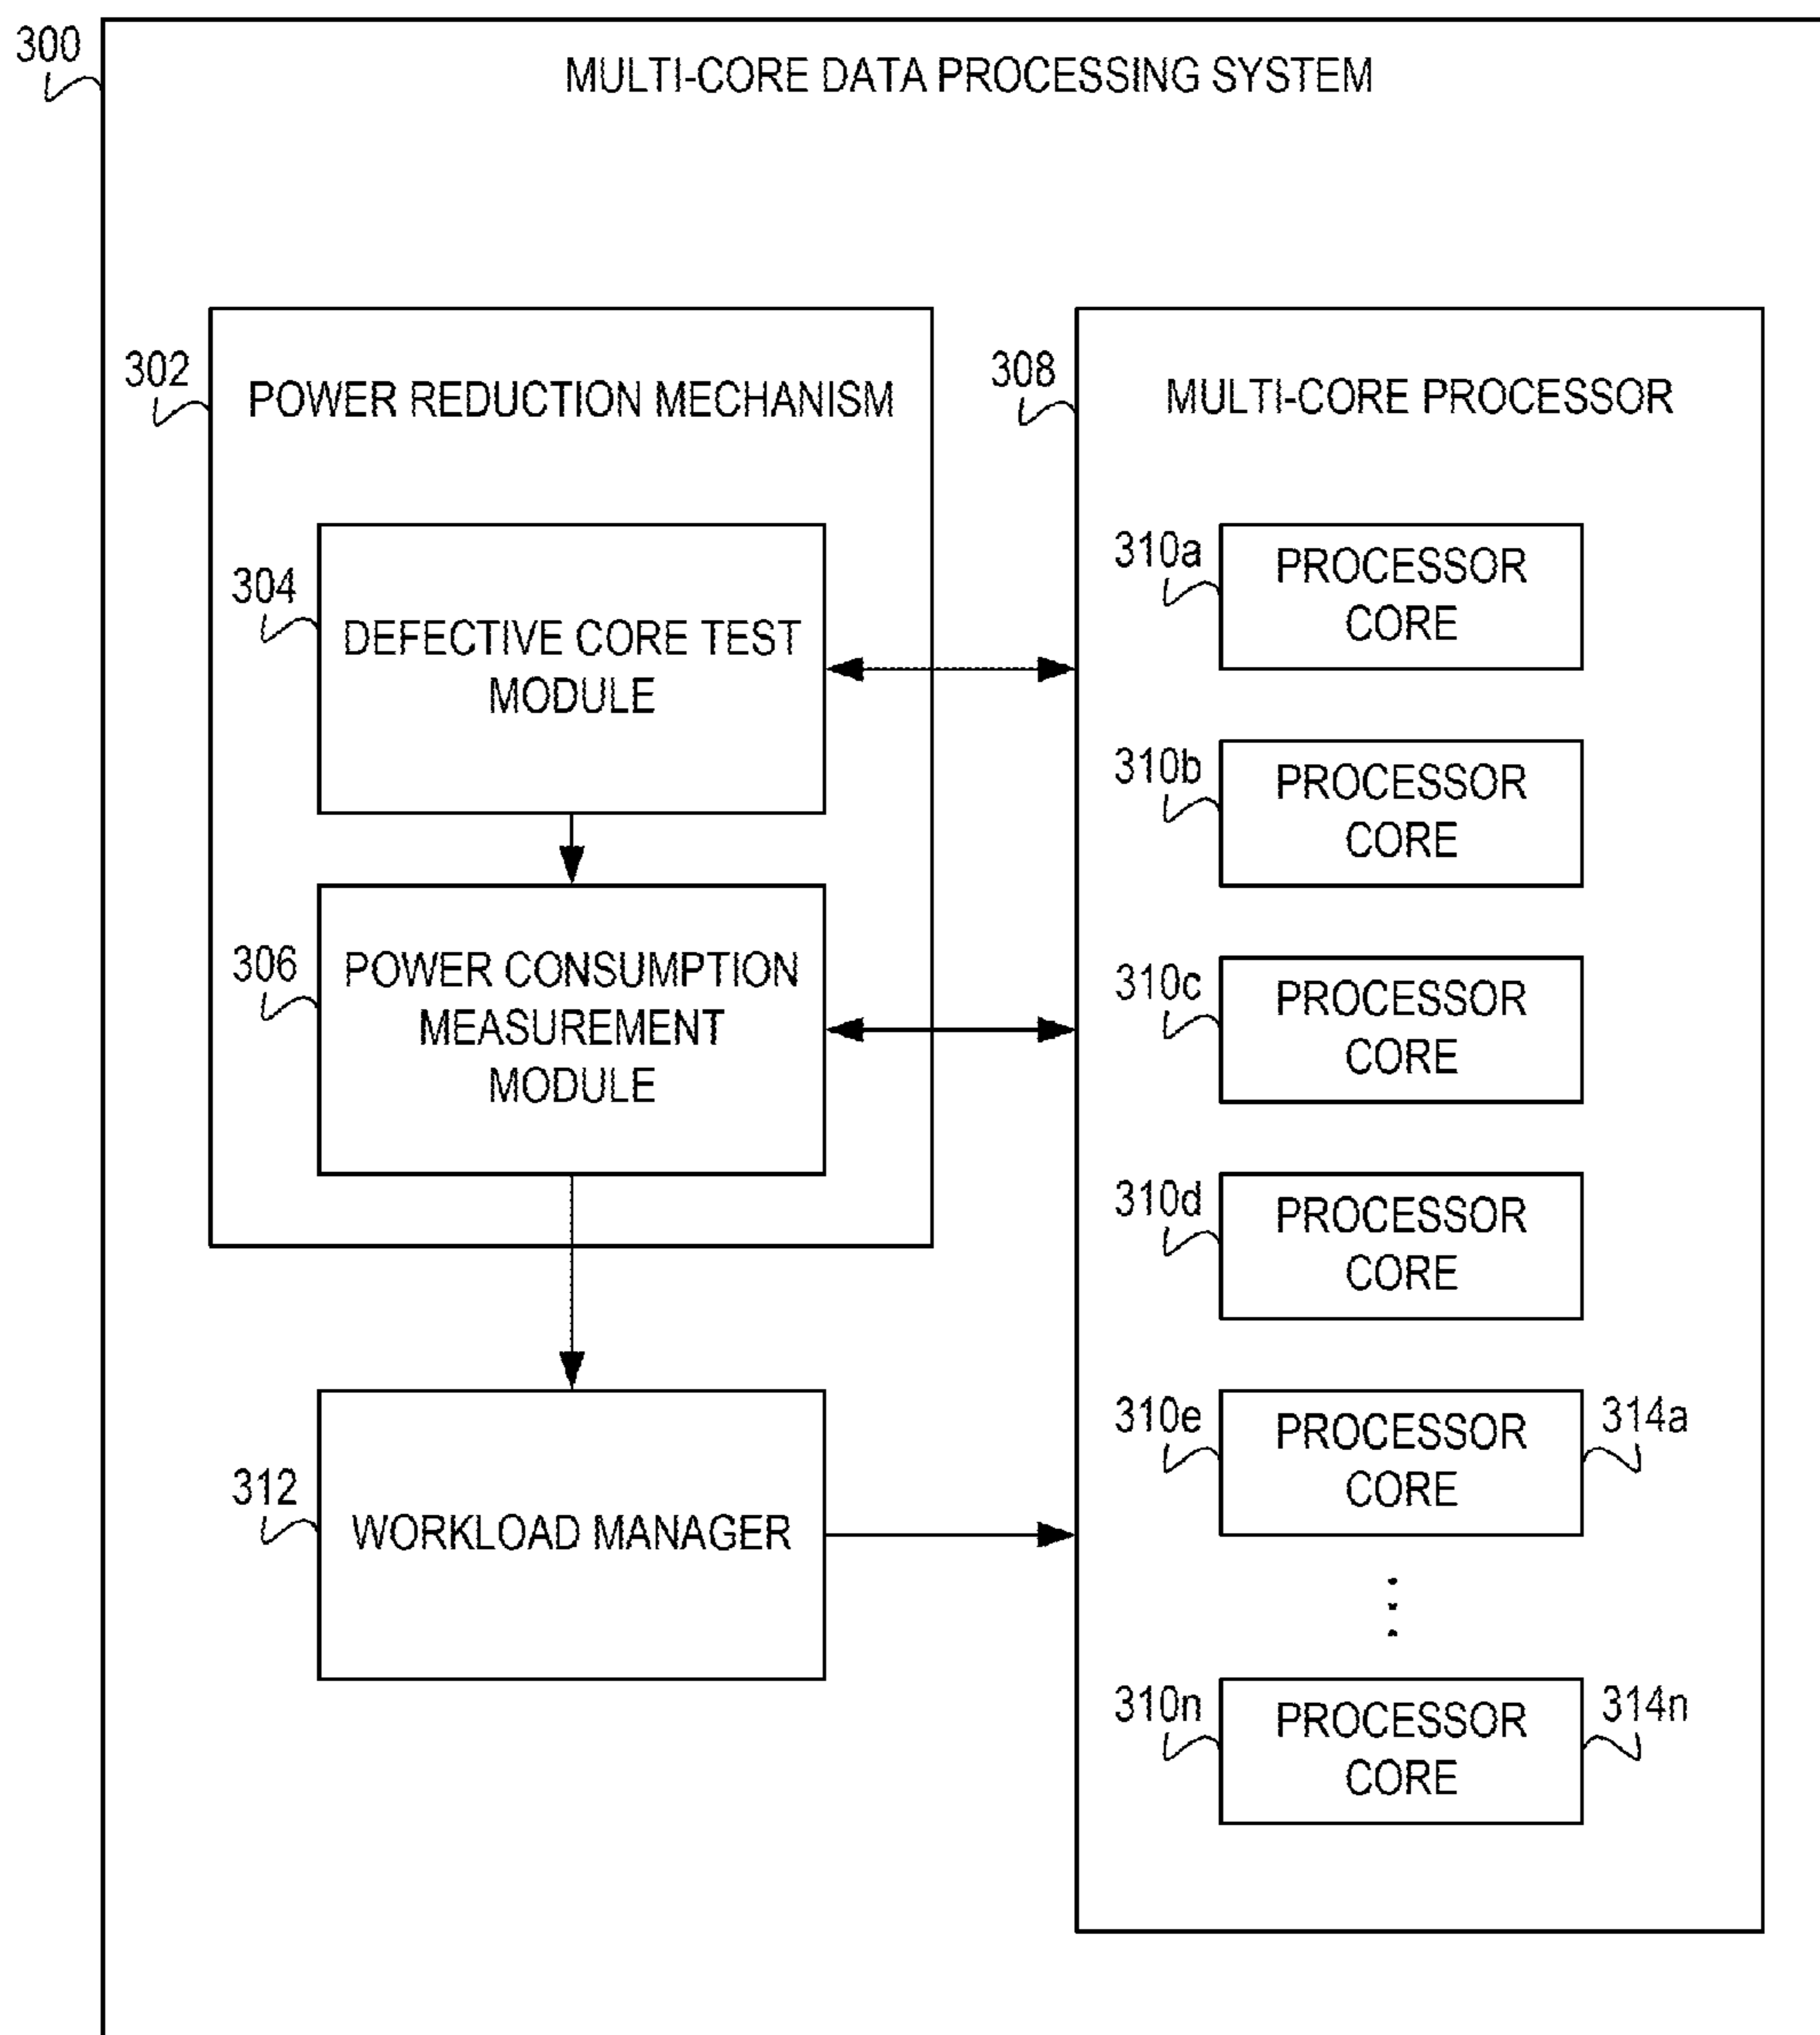 300
MULTI-CORE DATA PROCESSING SYSTEM
302
POWER REDUCTION MECHANISM
304
DEFECTIVE CORE TEST
MODULE
306
POWER CONSUMPTION
MEASUREMENT
MODULE
312
WORKLOAD MANAGER
308
MULTI-CORE PROCESSOR
310a
PROCESSOR
CORE
310b
PROCESSOR
CORE
310c
PROCESSOR
CORE
310d
PROCESSOR
CORE
310e
PROCESSOR
CORE
314a
310n
PROCESSOR
CORE
314n